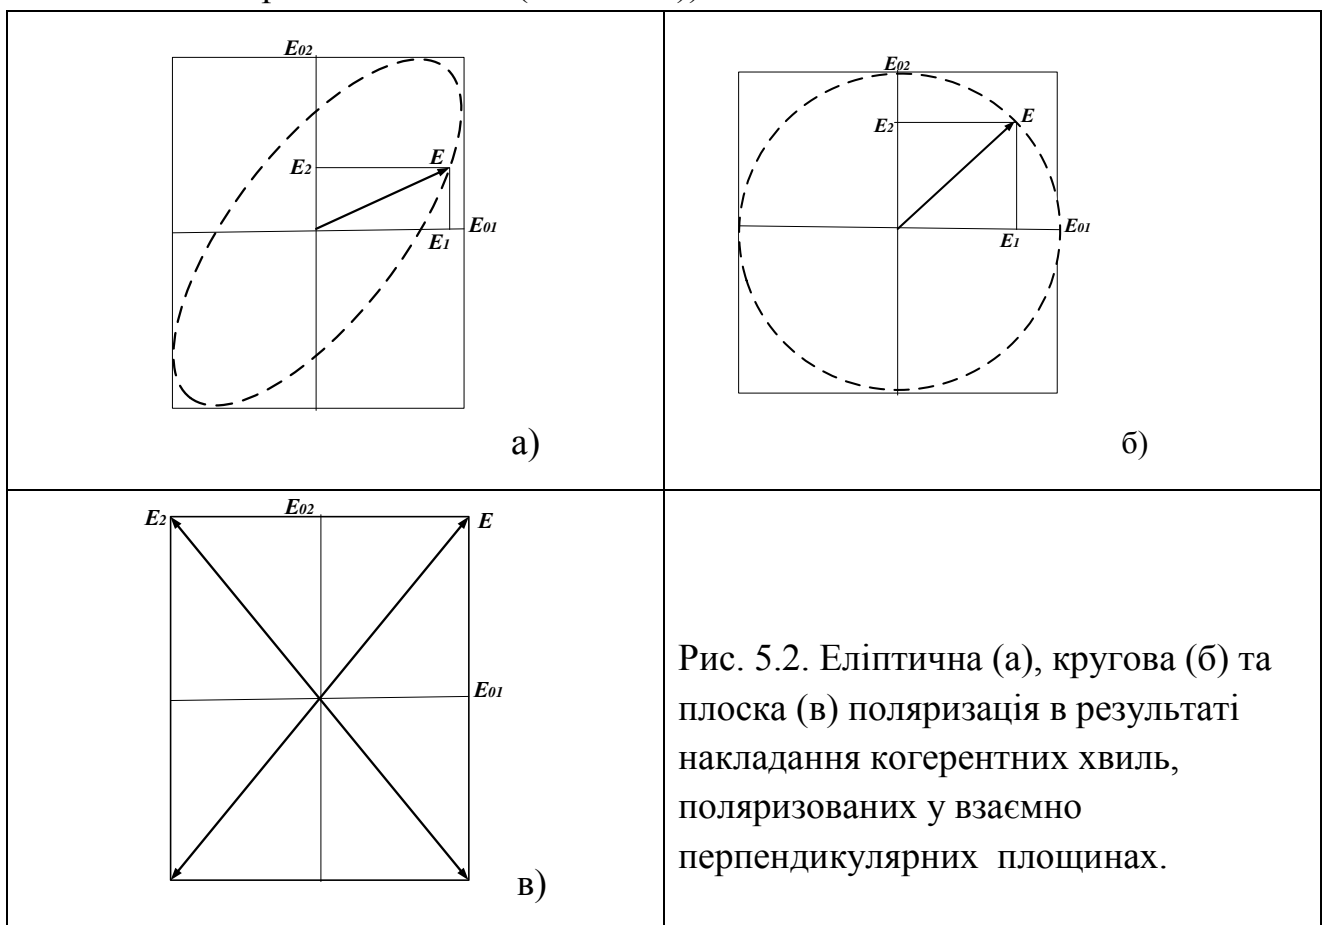 E02
E2
E
E1
E01
а)
E02
E2
E
E1
E01
б)
E2
E02
E
E01
в)
Рис. 5.2. Еліптична (а), кругова (б) та
плоска (в) поляризація в результаті
накладання когерентних хвиль,
поляризованих у взаємно
перпендикулярних площинах.